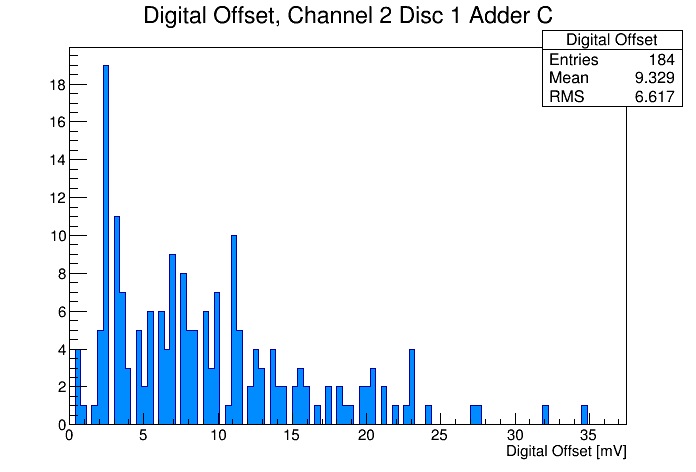 Digital Offset, Channel 2 Disc 1 Adder C
Digital Offset
Entries 184
Mean 9.329
RMS 6.617
18
16
14
12
10
8
6
4
2
0
0 5 10 15 20 25 30 35
Digital Offset [mV]